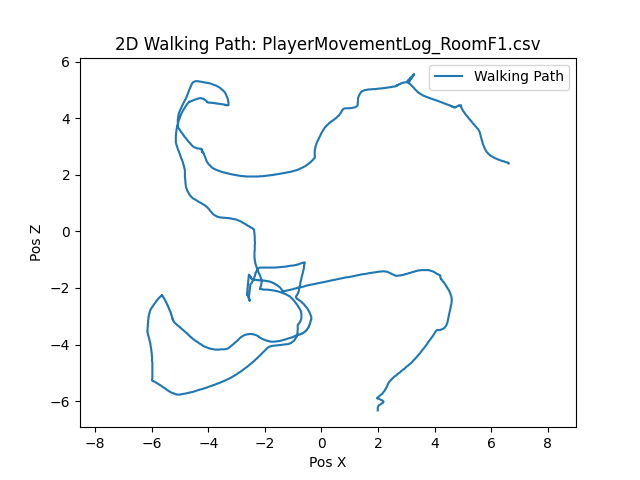 2D Walking Path: PlayerMovementLog_RoomF1.csv
Walking Path
6
4
2
0
−2
−4
−6
Pos Z
−8 −6 −4 −2 0 2 4 6 8
Pos X